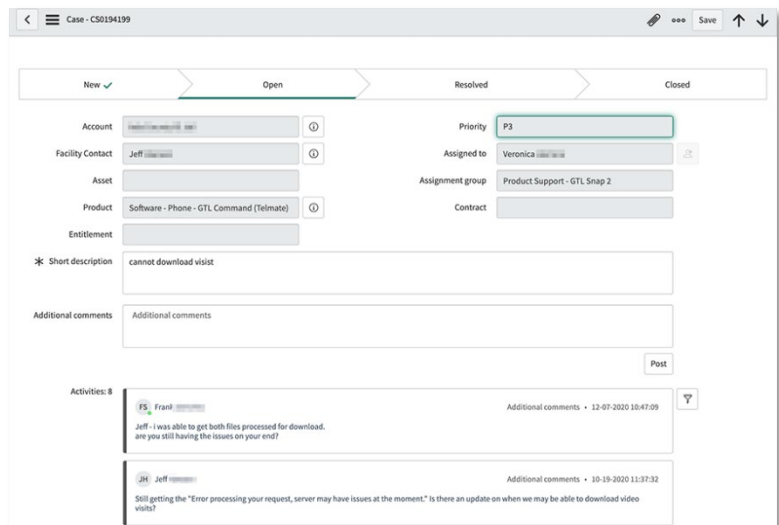 Case - CS0194199
Save
New
Open
Resolved
Closed
Account
Priority
P3
Facility Contact
Jeff
Assigned to
Veronica
Asset
Assignment group
Product Support - GTL Snap 2
Product
Software - Phone - GTL Command (Telmate)
Contract
Entitlement
Short description
cannot download visist
Additional comments
Additional comments
Post
Activities: 8
FS
Frank
Additional comments • 12-07-2020 10:47:09
Jeff - i was able to get both files processed for download.
are you still having the issues on your end?
JH
Jeff
Additional comments • 10-19-2020 11:37:32
Still getting the "Error processing your request, server may have issues at the moment." Is there an update on when we may be able to download video
visits?